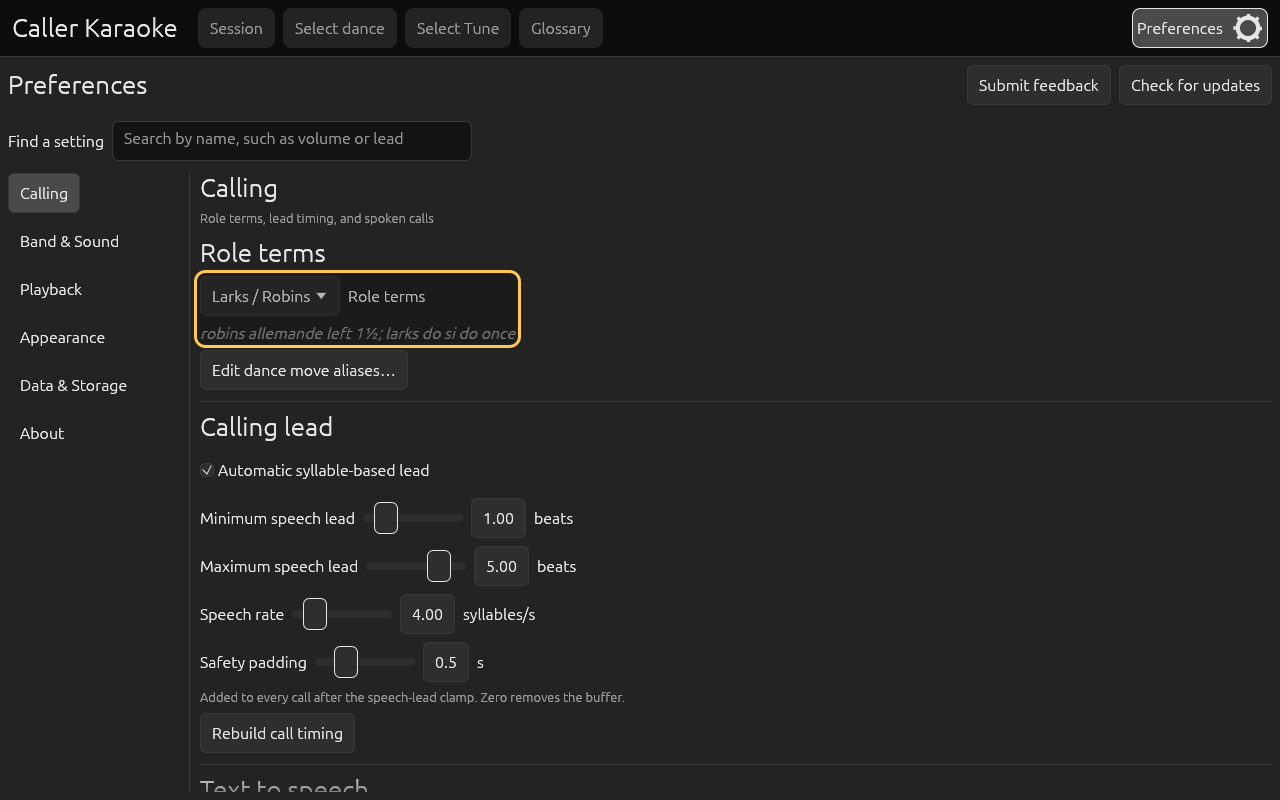 Caller Karaoke Session Select dance Select Tune Glossary Preferences
Preferences Submit feedback Check for updates
Find a setting Search by name, such as volume or lead
Calling
Band & Sound
Playback
Appearance
Data & Storage
About
Calling
Role terms, lead timing, and spoken calls
Role terms
Larks / Robins Role terms
robins allemande left 1½; larks do si do once
Edit dance move aliases…
Calling lead
Automatic syllable-based lead
Minimum speech lead 1.00 beats
Maximum speech lead 5.00 beats
Speech rate 4.00 syllables/s
Safety padding 0.5 s
Added to every call after the speech-lead clamp. Zero removes the buffer.
Rebuild call timing
Text to speech